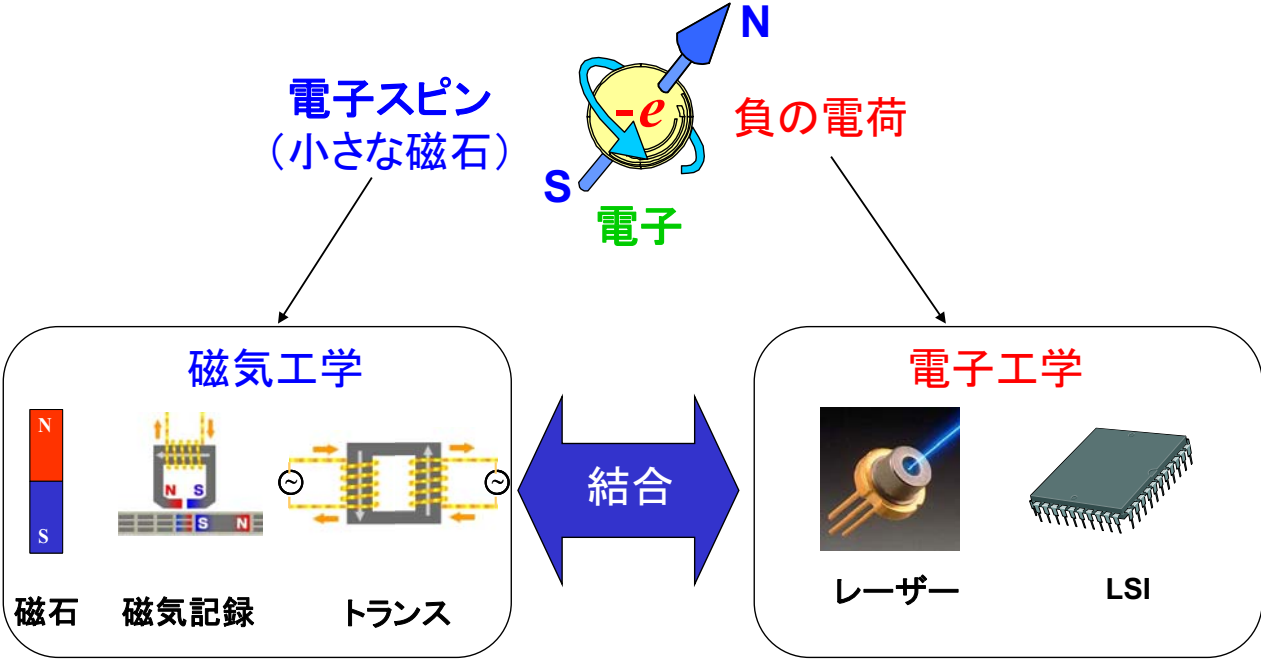 N
電子スピン
（小さな磁石）
-e
負の電荷
S
電子
磁気工学
N
S
磁石
N S
S N
磁気記録
~
~
トランス
結合
電子工学
レーザー
LSI